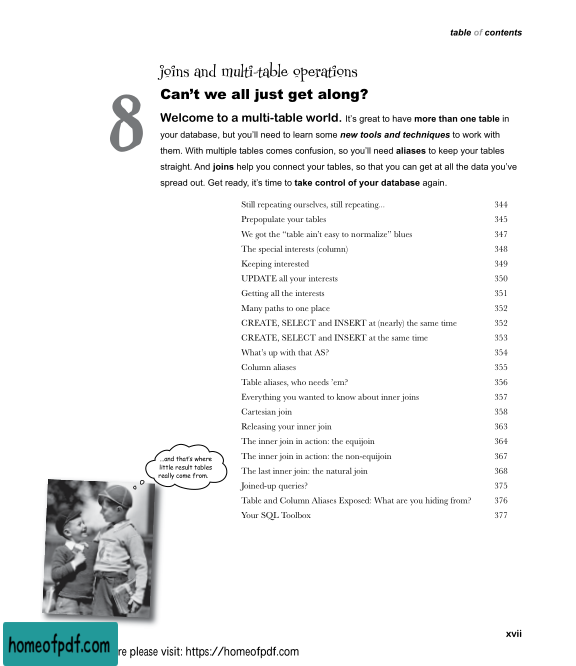 table of contents
joins and multi-table operations
8
Can't we all just get along?
Welcome to a multi-table world. It's great to have more than one table in
your database, but you'll need to learn some new tools and techniques to work with
them. With multiple tables comes confusion, so you'll need aliases to keep your tables
straight. And joins help you connect your tables, so that you can get at all the data you've
spread out. Get ready, it's time to take control of your database again.
Still repeating ourselves, still repeating... 344
Prepopulate your tables 345
We got the “table ain't easy to normalize” blues 347
The special interests (column) 348
Keeping interested 349
UPDATE all your interests 350
Getting all the interests 351
Many paths to one place 352
CREATE, SELECT and INSERT at (nearly) the same time 352
CREATE, SELECT and INSERT at the same time 353
What's up with that AS? 354
Column aliases 355
Table aliases, who needs 'em? 356
Everything you wanted to know about inner joins 357
Cartesian join 358
Releasing your inner join 363
The inner join in action: the equijoin 364
The inner join in action: the non-equijoin 367
The last inner join: the natural join 368
Joined-up queries? 375
Table and Column Aliases Exposed: What are you hiding from? 376
Your SQL Toolbox 377
...and that's where
little result tables
really come from.
xvii
homeofpdf.com
re please visit: https://homeofpdf.com